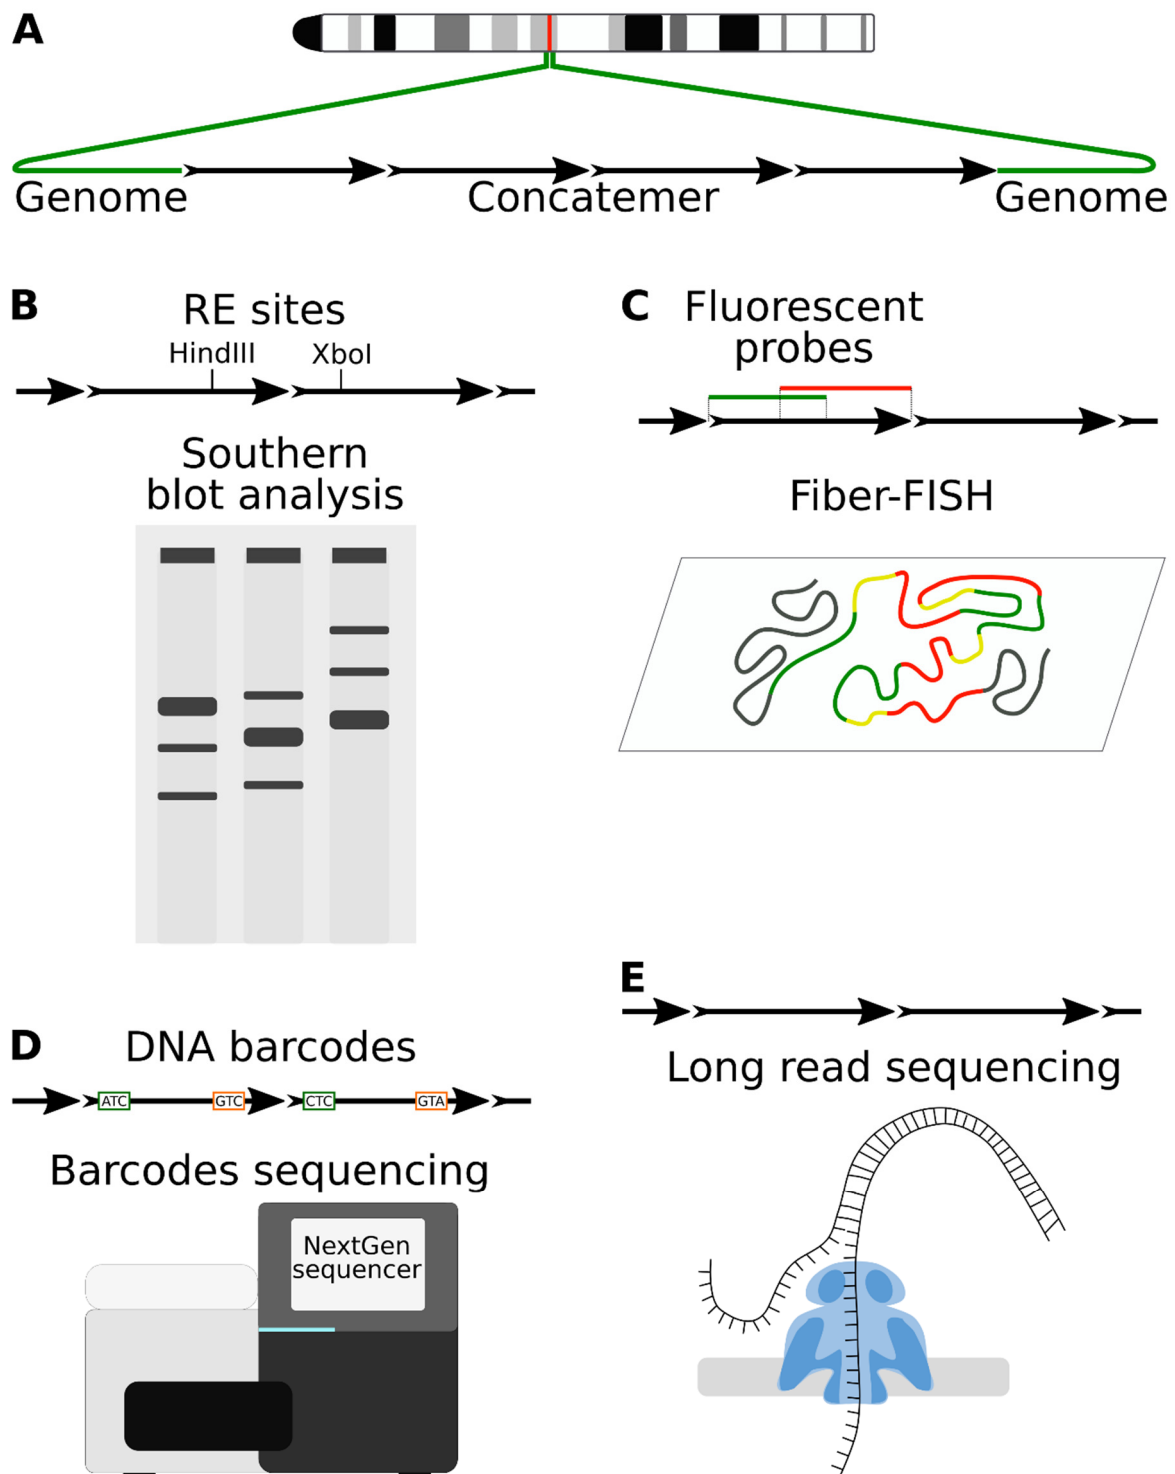 A
Genome
Concatemer
Genome
B
RE sites
HindIII
XboI
Southern
blot analysis
C
Fluorescent
probes
Fiber-FISH
D
DNA barcodes
ATC
GTC
CTC
GTA
Barcodes sequencing
NextGen
sequencer
E
Long read sequencing